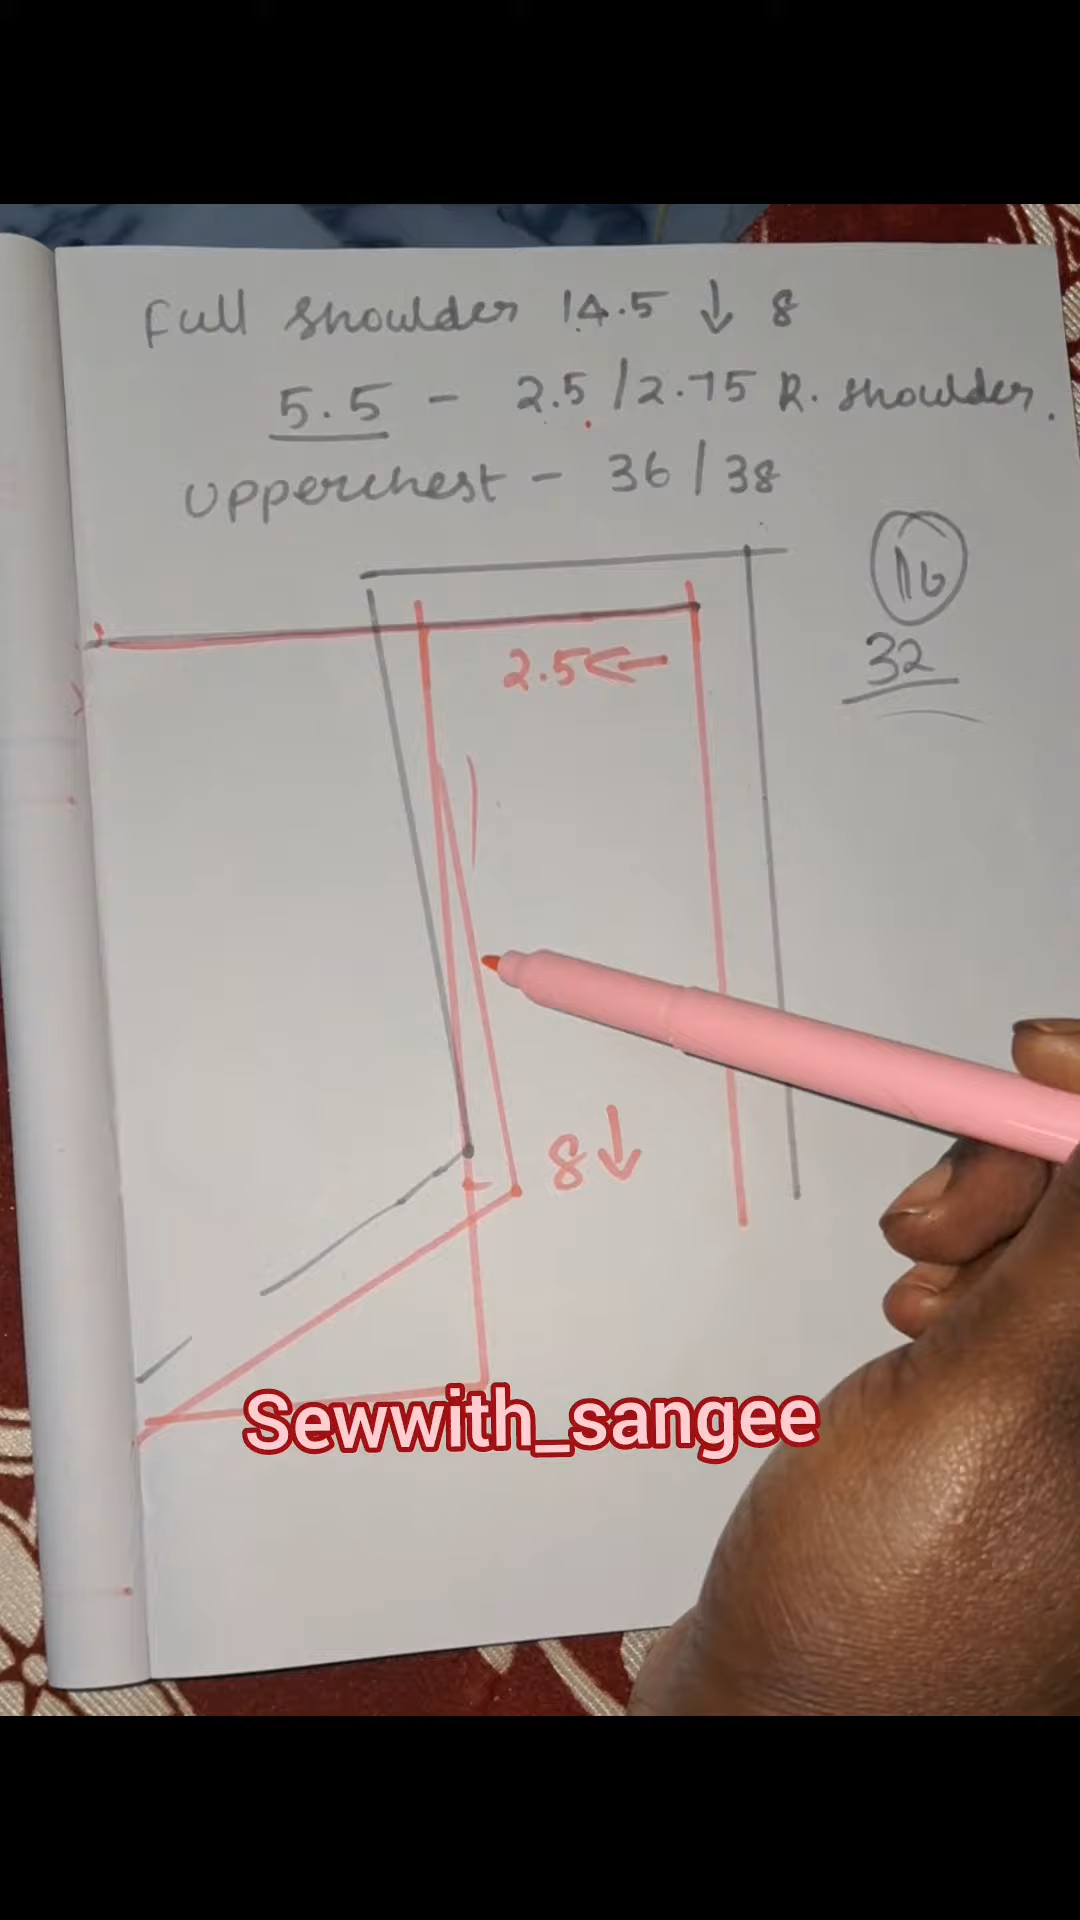 Full shoulder 14.5 ↓ 8
5.5 - 2.5 / 2.75 R. shoulder.
upperchest - 36 / 38
32
2.5 ←
8 ↓
Sewwith_sangee